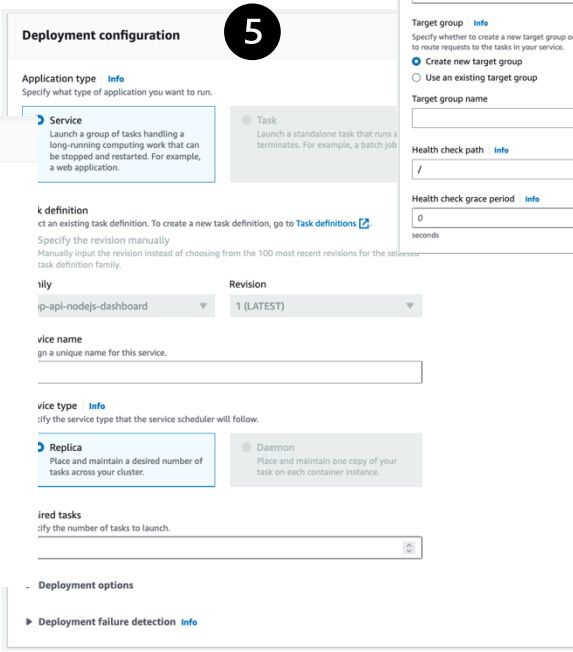 Deployment configuration
5
Application type Info
Specify what type of application you want to run.
Service
Launch a group of tasks handling a
long-running computing work that can
be stopped and restarted. For example,
a web application.
Task
Launch a standalone task that runs a
terminates. For example, a batch job
k definition
ct an existing task definition. To create a new task definition, go to Task definitions.
Specify the revision manually
Manually input the revision instead of choosing from the 100 most recent revisions for the selected
task definition family.
nily
Revision
op-api-nodejs-dashboard
1 (LATEST)
vice name
gn a unique name for this service.
vice type Info
cify the service type that the service scheduler will follow.
Replica
Place and maintain a desired number of
tasks across your cluster.
Daemon
Place and maintain one copy of your
task on each container instance.
ired tasks
cify the number of tasks to launch.
Deployment options
Deployment failure detection Info
Target group Info
Specify whether to create a new target group o
to route requests to the tasks in your service.
Create new target group
Use an existing target group
Target group name
Health check path Info
/
Health check grace period Info
0
seconds